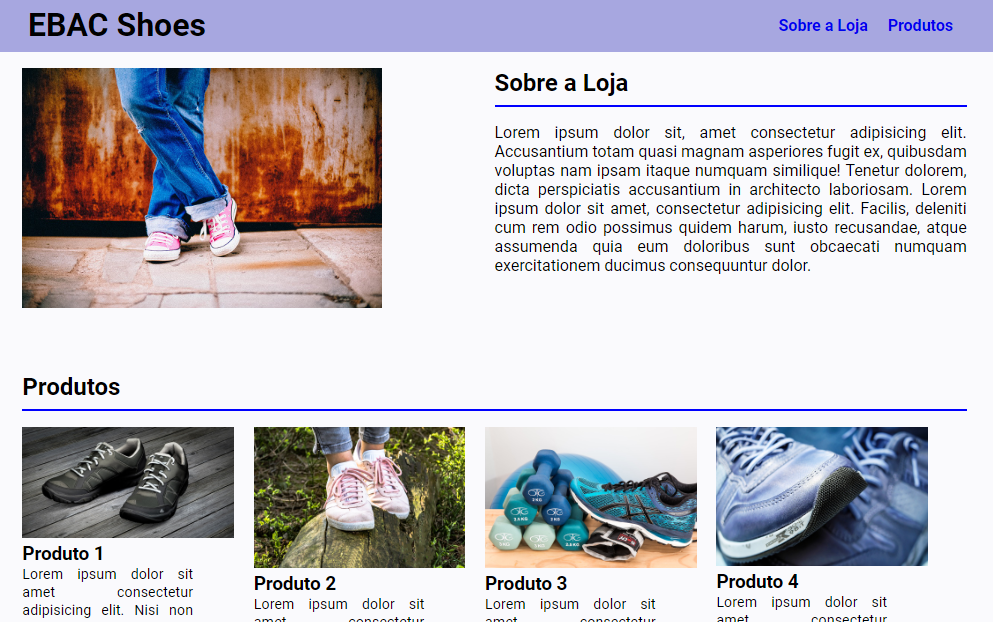 EBAC Shoes
Sobre a Loja Produtos
Sobre a Loja
Lorem ipsum dolor sit, amet consectetur adipisicing elit.
Accusantium totam quasi magnam asperiores fugit ex, quibusdam
voluptas nam ipsam itaque numquam similique! Tenetur dolorem,
dicta perspiciatis accusantium in architecto laboriosam. Lorem
ipsum dolor sit amet, consectetur adipisicing elit. Facilis, deleniti
cum rem odio possimus quidem harum, iusto recusandae, atque
assumenda quia eum doloribus sunt obcaecati numquam
exercitationem ducimus consequuntur dolor.
Produtos
Produto 1
Lorem ipsum dolor sit
amet consectetur
adipisicing elit. Nisi non
Produto 2
Lorem ipsum dolor sit
amet consectetur
Produto 3
Lorem ipsum dolor sit
amet consectetur
Produto 4
Lorem ipsum dolor sit
amet consectetur